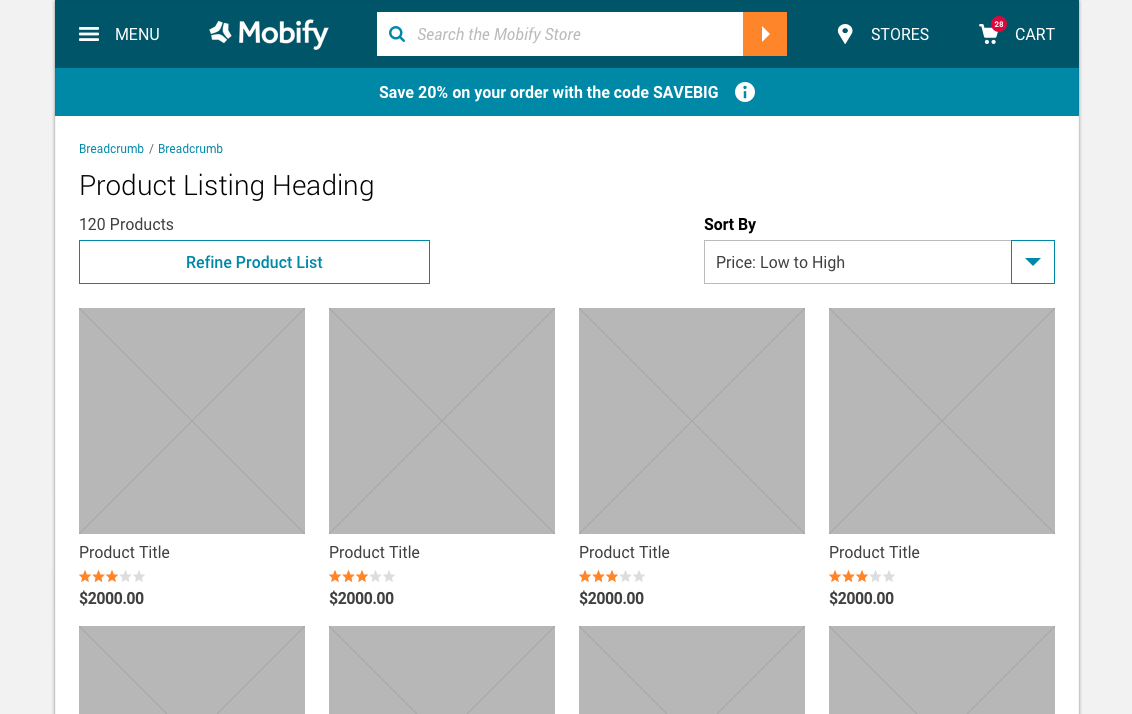 MENU
Mobify
Search the Mobify Store
STORES
28
CART
Save 20% on your order with the code SAVEBIG
Breadcrumb / Breadcrumb
Product Listing Heading
120 Products
Sort By
Refine Product List
Price: Low to High
Product Title
Product Title
Product Title
Product Title
$2000.00
$2000.00
$2000.00
$2000.00